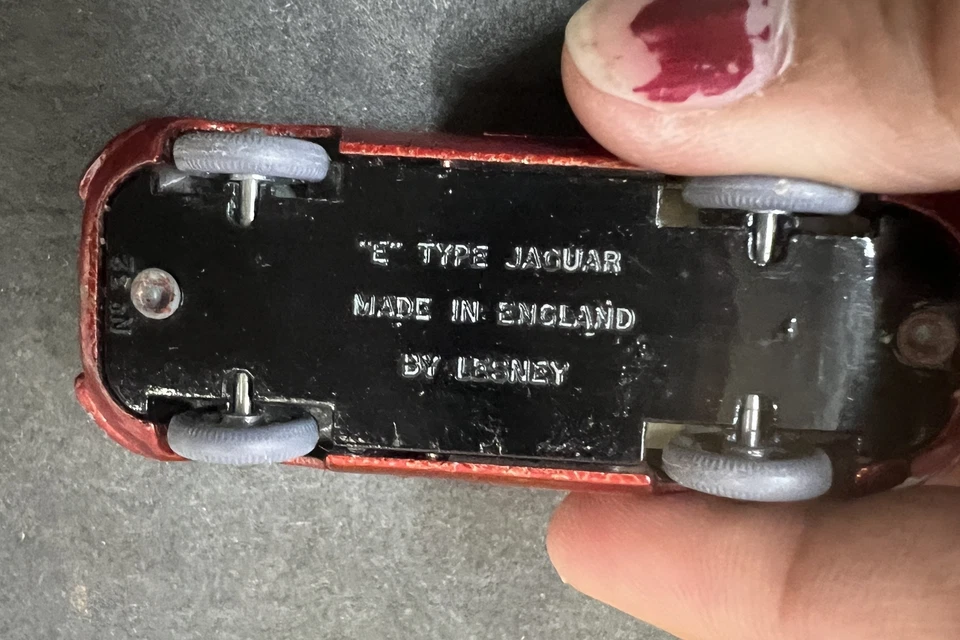 "E" TYPE JAGUAR
MADE IN ENGLAND
BY LESNEY
Nº 32